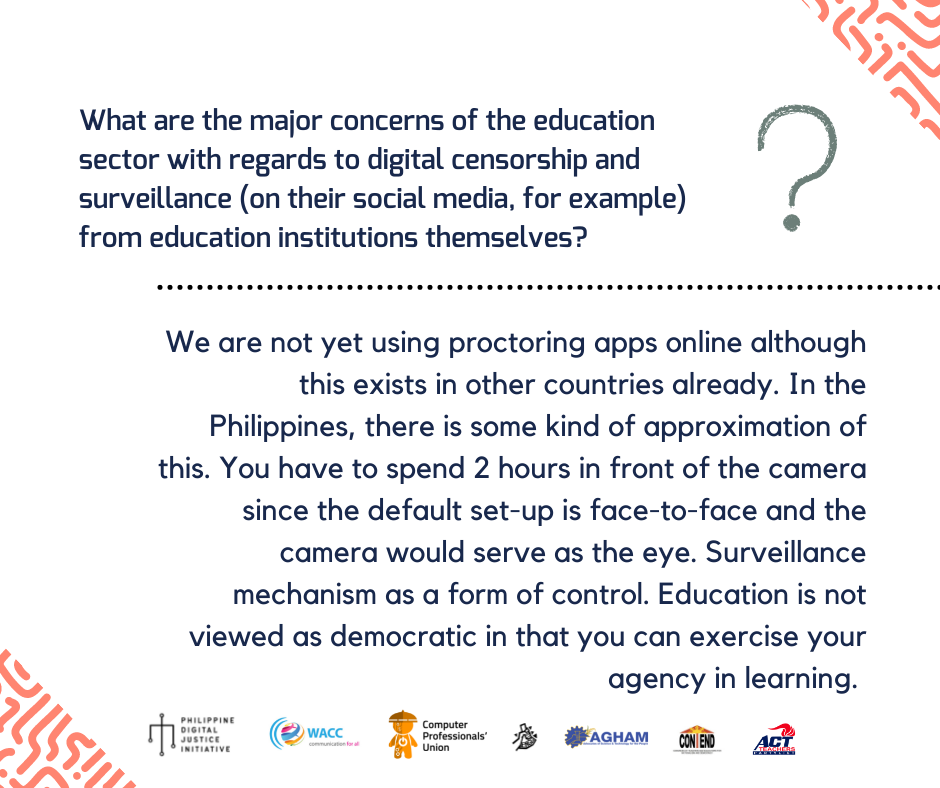 What are the major concerns of the education
sector with regards to digital censorship and
surveillance (on their social media, for example)
from education institutions themselves?
We are not yet using proctoring apps online although
this exists in other countries already. In the
Philippines, there is some kind of approximation of
this. You have to spend 2 hours in front of the camera
since the default set-up is face-to-face and the
camera would serve as the eye. Surveillance
mechanism as a form of control. Education is not
viewed as democratic in that you can exercise your
agency in learning.
PHILIPPINE
DIGITAL
JUSTICE
INITIATIVE
WACC
communication for all
Computer
Professionals'
Union
AGHAM
CONTEND
ACT
TEACHERS